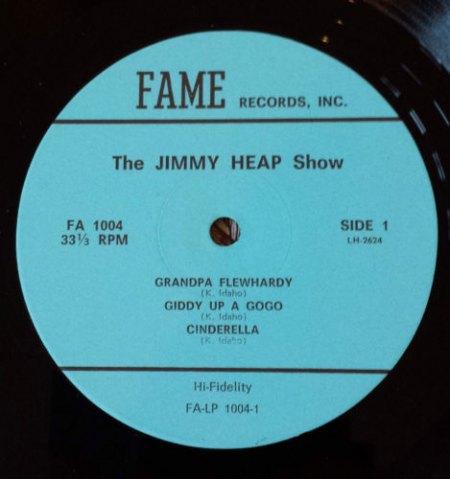 FAME RECORDS, INC.
The JIMMY HEAP Show
FA 1004
33⅓ RPM
SIDE 1
LH-2624
GRANDPA FLEWHARDY
(K. Idaho)
GIDDY UP A GOGO
(K. Idaho)
CINDERELLA
(K. Idaho)
Hi-Fidelity
FA-LP 1004-1